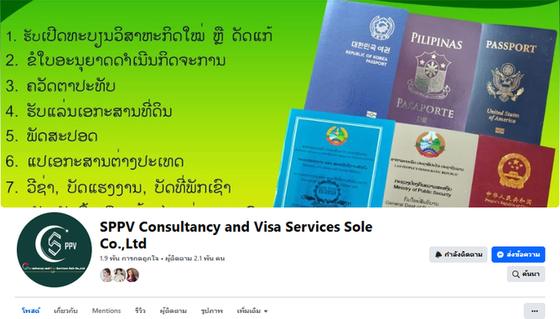 1. ຮັບເປີດທະບຽນວິສາຫະກິດໃໝ່ ຫຼື ດັດແກ້
2. ຂໍໃບອະນຸຍາດດຳເນີນກິດຈະການ
3. ຄວັດຕາປະທັບ
4. ຮັບແລ່ນເອກະສານທີ່ດິນ
5. ພັດສະປອດ
6. ແປເອກະສານຕ່າງປະເທດ
7. ວີຊ່າ, ບັດແຮງງານ, ບັດທີ່ພັກເຊົາ
대한민국 여권
REPUBLIC OF KOREA
PASSPORT
PILIPINAS
PASAPORTE
PASSPORT
United States
of America
Ministry of Public Security
中华人民共和国
SPPV
SPPV Consultancy and Visa Services Sole Co.,Ltd
1.9 พัน การกดถูกใจ • ผู้ติดตาม 2.1 พัน คน
กำลังติดตาม
ส่งข้อความ
ค้นหา
โพสต์ เกี่ยวกับ Mentions รีวิว ผู้ติดตาม รูปภาพ เพิ่มเติม